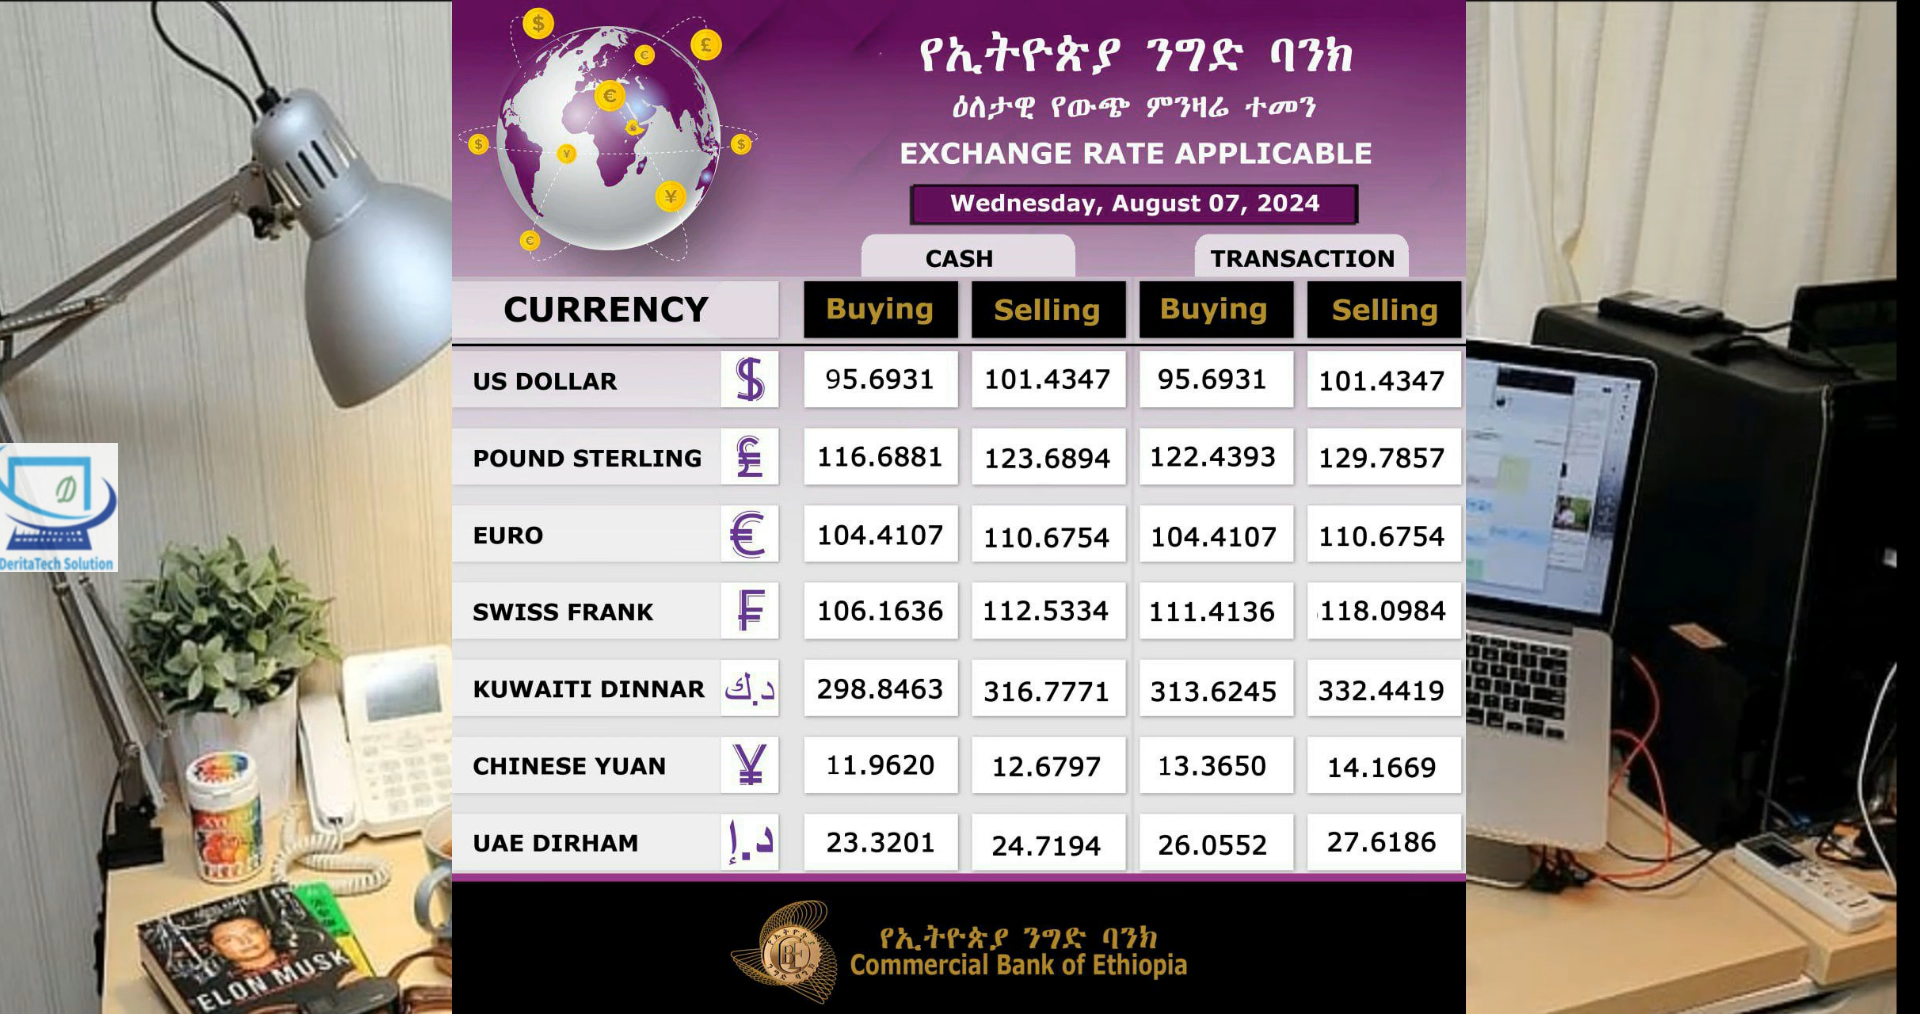 የኢትዮጵያ ንግድ ባንክ
ዕለታዊ የውጭ ምንዛሬ ተመን
EXCHANGE RATE APPLICABLE
Wednesday, August 07, 2024
CASH TRANSACTION
CURRENCY Buying Selling Buying Selling
US DOLLAR $ 95.6931 101.4347 95.6931 101.4347
POUND STERLING £ 116.6881 123.6894 122.4393 129.7857
EURO € 104.4107 110.6754 104.4107 110.6754
SWISS FRANK ₣ 106.1636 112.5334 111.4136 118.0984
KUWAITI DINNAR د.ك 298.8463 316.7771 313.6245 332.4419
CHINESE YUAN ¥ 11.9620 12.6797 13.3650 14.1669
UAE DIRHAM د.إ 23.3201 24.7194 26.0552 27.6186
የኢትዮጵያ ንግድ ባንክ
Commercial Bank of Ethiopia
DeritaTech Solution
ELON MUSK